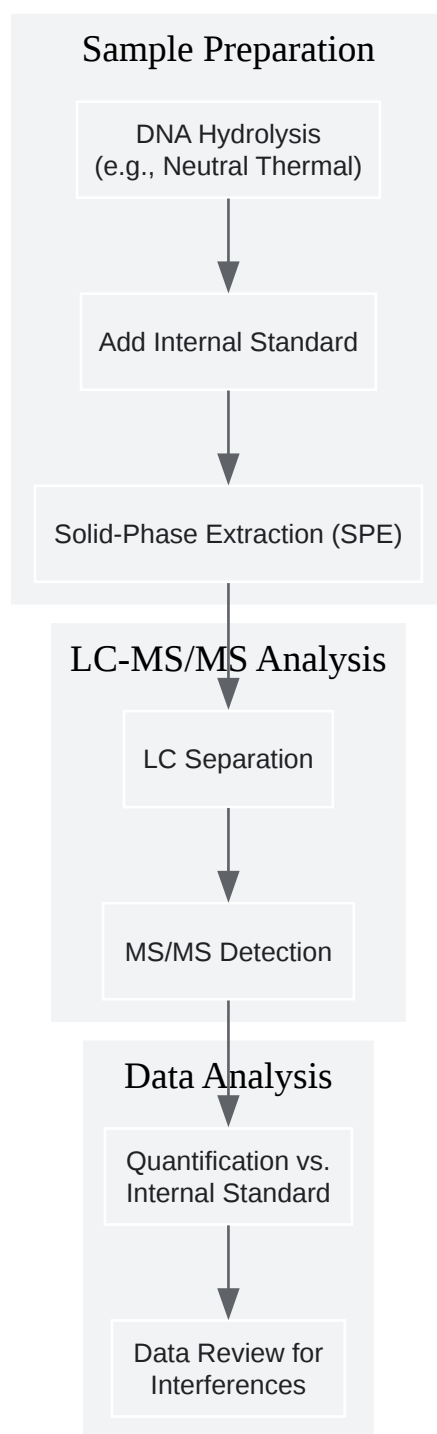 Sample Preparation
DNA Hydrolysis
(e.g., Neutral Thermal)
Add Internal Standard
Solid-Phase Extraction (SPE)
LC-MS/MS Analysis
LC Separation
MS/MS Detection
Data Analysis
Quantification vs.
Internal Standard
Data Review for
Interferences